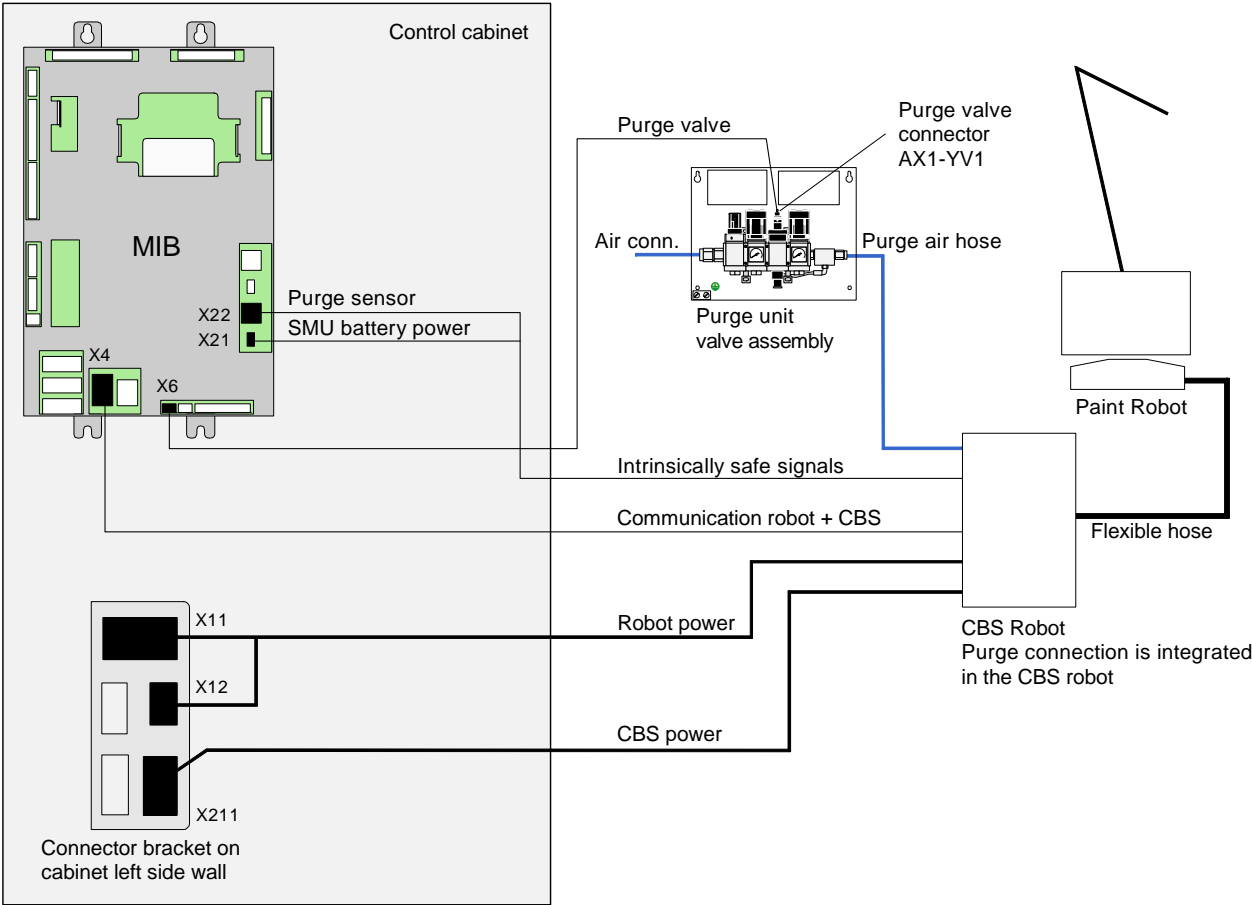 Control cabinet
MIB
X22
X21
X4
X6
Purge sensor
SMU battery power
Purge valve
Purge valve
connector
AX1-YV1
Air conn.
Purge air hose
Purge unit
valve assembly
Paint Robot
Intrinsically safe signals
Communication robot + CBS
Flexible hose
X11
X12
X211
Robot power
CBS power
CBS Robot
Purge connection is integrated
in the CBS robot
Connector bracket on
cabinet left side wall